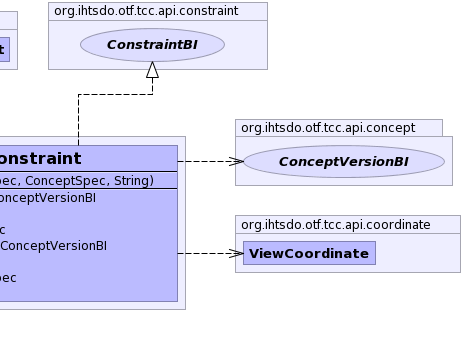 org.ihtsdo.otf.tcc.api.constraint
ConstraintBI
t
org.ihtsdo.otf.tcc.api.concept
ConceptVersionBI
onstraint
pec, ConceptSpec, String)
onceptVersionBI
c
ConceptVersionBI
pec
org.ihtsdo.otf.tcc.api.coordinate
ViewCoordinate